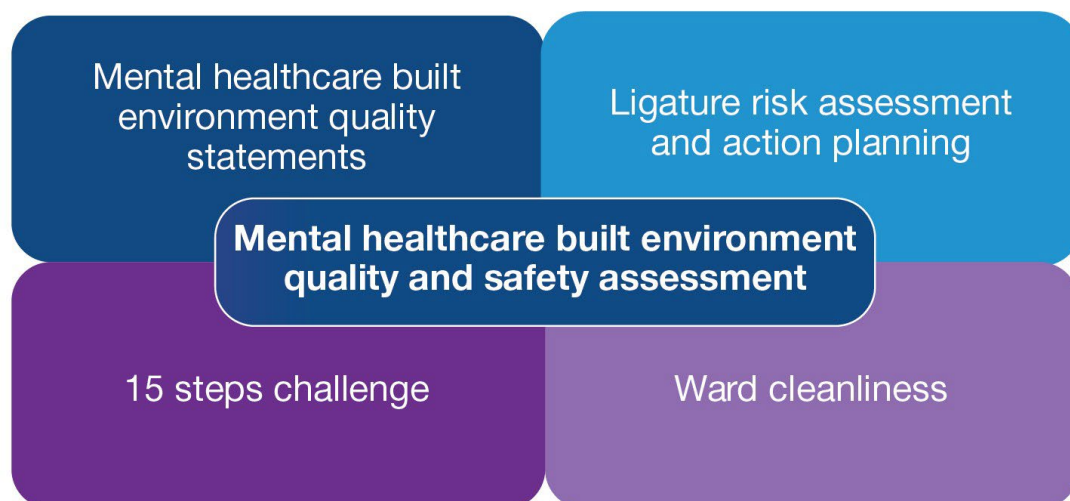 Mental healthcare built
environment quality
statements
Ligature risk assessment
and action planning
Mental healthcare built environment
quality and safety assessment
15 steps challenge
Ward cleanliness